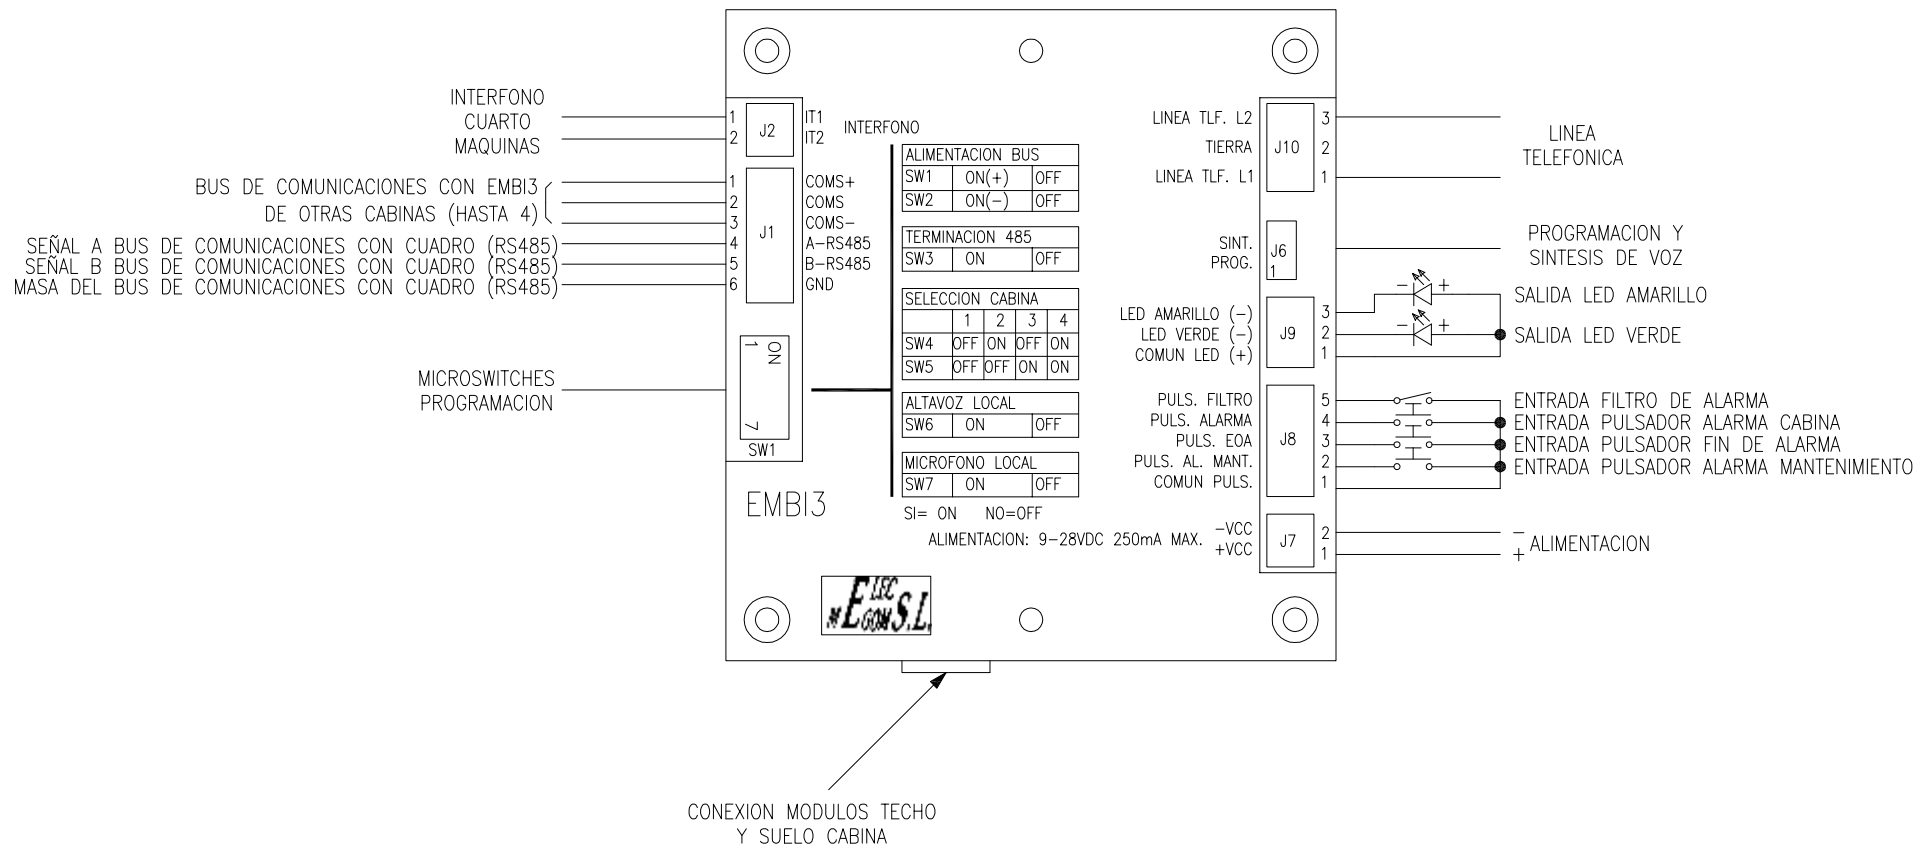 INTERFONO
CUARTO
MAQUINAS
BUS DE COMUNICACIONES CON EMBI3
DE OTRAS CABINAS (HASTA 4)
SEÑAL A BUS DE COMUNICACIONES CON CUADRO (RS485)
SEÑAL B BUS DE COMUNICACIONES CON CUADRO (RS485)
MASA DEL BUS DE COMUNICACIONES CON CUADRO (RS485)
MICROSWITCHES
PROGRAMACION
1 J2 IT1
2 IT2
1 COMS+
2 COMS
3 J1 COMS-
4 A-RS485
5 B-RS485
6 GND
ON
1
7
SW1
EMBI3
INTERFONO
ALIMENTACION BUS
SW1 ON(+) OFF
SW2 ON(-) OFF
TERMINACION 485
SW3 ON OFF
SELECCION CABINA
1 2 3 4
SW4 OFF ON OFF ON
SW5 OFF OFF ON ON
ALTAVOZ LOCAL
SW6 ON OFF
MICROFONO LOCAL
SW7 ON OFF
SI= ON NO=OFF
ALIMENTACION: 9-28VDC 250mA MAX.
M ELEC
EGOM S.L.
LINEA TLF. L2 3
TIERRA J10 2
LINEA TLF. L1 1
LINEA
TELEFONICA
SINT. J6
PROG. 1
PROGRAMACION Y
SINTESIS DE VOZ
LED AMARILLO (-) 3 - + SALIDA LED AMARILLO
LED VERDE (-) J9 2 - + SALIDA LED VERDE
COMUN LED (+) 1
PULS. FILTRO 5 ENTRADA FILTRO DE ALARMA
PULS. ALARMA 4 ENTRADA PULSADOR ALARMA CABINA
PULS. EOA J8 3 ENTRADA PULSADOR FIN DE ALARMA
PULS. AL. MANT. 2 ENTRADA PULSADOR ALARMA MANTENIMIENTO
COMUN PULS. 1
-VCC J7 2 -
+VCC 1 +
ALIMENTACION
CONEXION MODULOS TECHO
Y SUELO CABINA